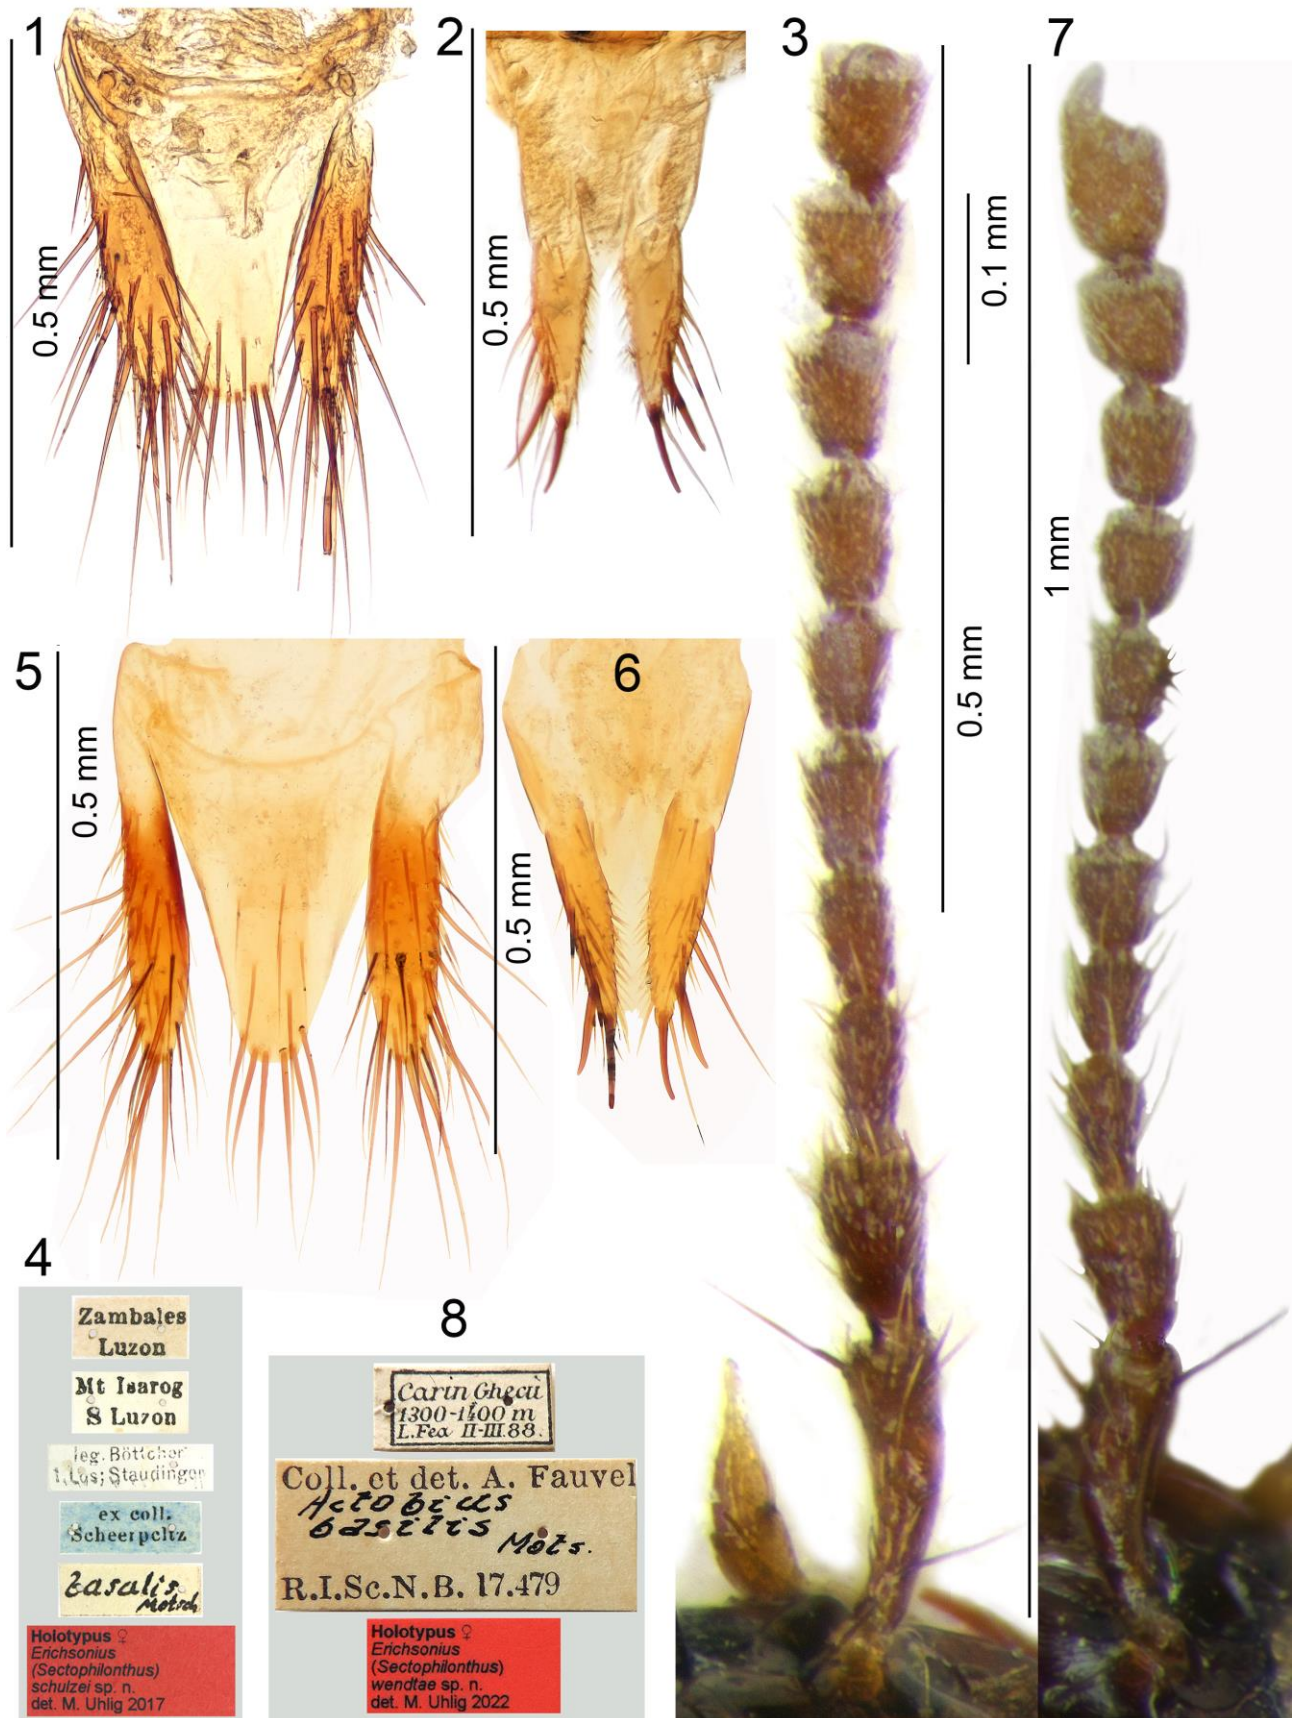 1
2
3
7
0.5 mm
0.5 mm
0.1 mm
0.5 mm
1 mm
5
6
0.5 mm
0.5 mm
4
Zambales
Luzon
Mt Isarog
S Luzon
leg. Böttcher
Staudinger
ex coll.
Scheerpeltz
basalis
Motsch
Holotypus ♀
Erichsonius
(Sectophilonthus)
schulzei sp. n.
det. M. Uhlig 2017
8
Carin Ghecù
1300-1400 m
L.Fea II-III.88.
Coll. et det. A. Fauvel
Actobius
basilis
Mots.
R.I.Sc.N.B. 17.479
Holotypus ♀
Erichsonius
(Sectophilonthus)
wendtae sp. n.
det. M. Uhlig 2022